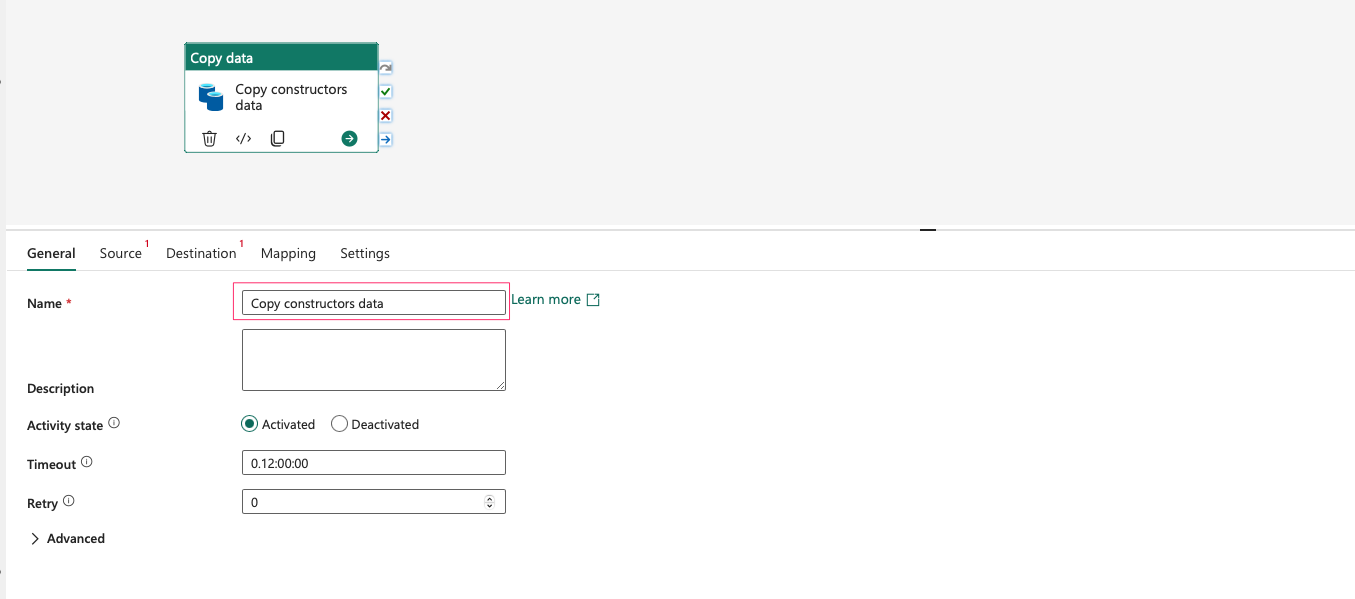 Copy data
Copy constructors
data
</>
General Source 1 Destination 1 Mapping Settings
Name * Copy constructors data Learn more
Description
Activity state Activated Deactivated
Timeout 0.12:00:00
Retry 0
Advanced